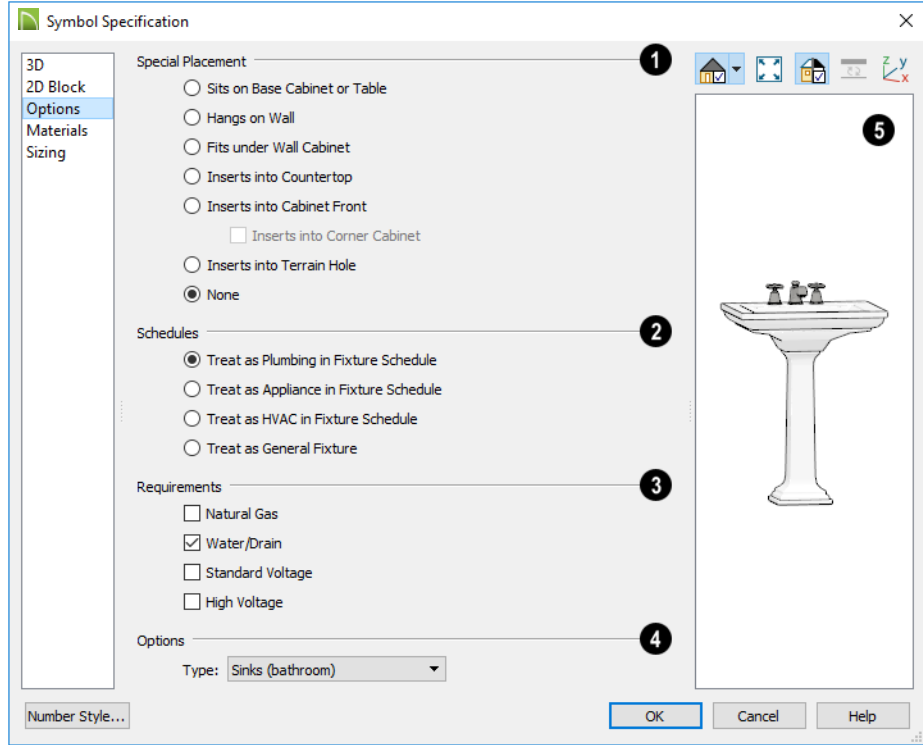 Symbol Specification
3D
2D Block
Options
Materials
Sizing
Special Placement
1
Sits on Base Cabinet or Table
Hangs on Wall
Fits under Wall Cabinet
Inserts into Countertop
Inserts into Cabinet Front
Inserts into Corner Cabinet
Inserts into Terrain Hole
None
Schedules
2
Treat as Plumbing in Fixture Schedule
Treat as Appliance in Fixture Schedule
Treat as HVAC in Fixture Schedule
Treat as General Fixture
Requirements
3
Natural Gas
Water/Drain
Standard Voltage
High Voltage
Options
4
Type: Sinks (bathroom)
z y
x
5
Number Style...
OK
Cancel
Help